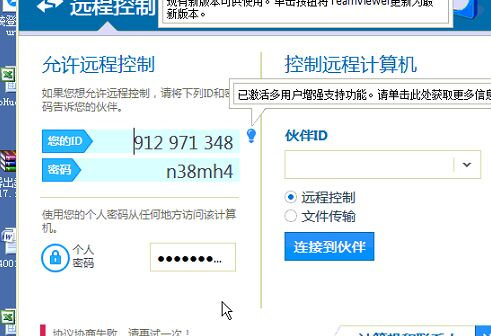 现有新版本可供使用。单击按钮将TeamViewer更新为最
新版本。
远程控制
允许远程控制
如果您想允许远程控制，请将下列ID和密
码告诉您的伙伴。
您的ID
912 971 348
密码
n38mh4
使用您的个人密码从任何地方访问该计算
机。
个人
密码
●●●●●●●...
控制远程计算机
已激活多用户增强支持功能。请单击此处获取更多信息
伙伴ID
远程控制
文件传输
连接到伙伴
协议协商失败。请再试一次！
计算机和联系人